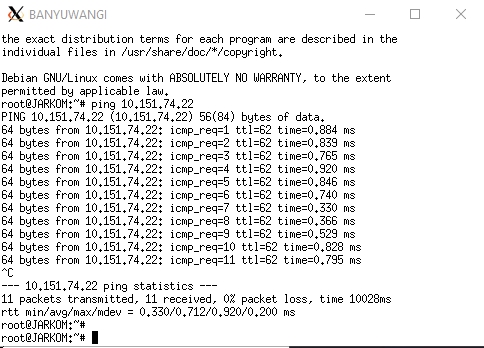 BANYUWANGI
the exact distribution terms for each program are described in the
individual files in /usr/share/doc/*/copyright.

Debian GNU/Linux comes with ABSOLUTELY NO WARRANTY, to the extent
permitted by applicable law.
root@JARKOM:~# ping 10.151.74.22
PING 10.151.74.22 (10.151.74.22) 56(84) bytes of data.
64 bytes from 10.151.74.22: icmp_req=1 ttl=62 time=0.884 ms
64 bytes from 10.151.74.22: icmp_req=2 ttl=62 time=0.839 ms
64 bytes from 10.151.74.22: icmp_req=3 ttl=62 time=0.765 ms
64 bytes from 10.151.74.22: icmp_req=4 ttl=62 time=0.920 ms
64 bytes from 10.151.74.22: icmp_req=5 ttl=62 time=0.846 ms
64 bytes from 10.151.74.22: icmp_req=6 ttl=62 time=0.740 ms
64 bytes from 10.151.74.22: icmp_req=7 ttl=62 time=0.330 ms
64 bytes from 10.151.74.22: icmp_req=8 ttl=62 time=0.366 ms
64 bytes from 10.151.74.22: icmp_req=9 ttl=62 time=0.529 ms
64 bytes from 10.151.74.22: icmp_req=10 ttl=62 time=0.828 ms
64 bytes from 10.151.74.22: icmp_req=11 ttl=62 time=0.795 ms
^C
--- 10.151.74.22 ping statistics ---
11 packets transmitted, 11 received, 0% packet loss, time 10028ms
rtt min/avg/max/mdev = 0.330/0.712/0.920/0.200 ms
root@JARKOM:~#
root@JARKOM:~#